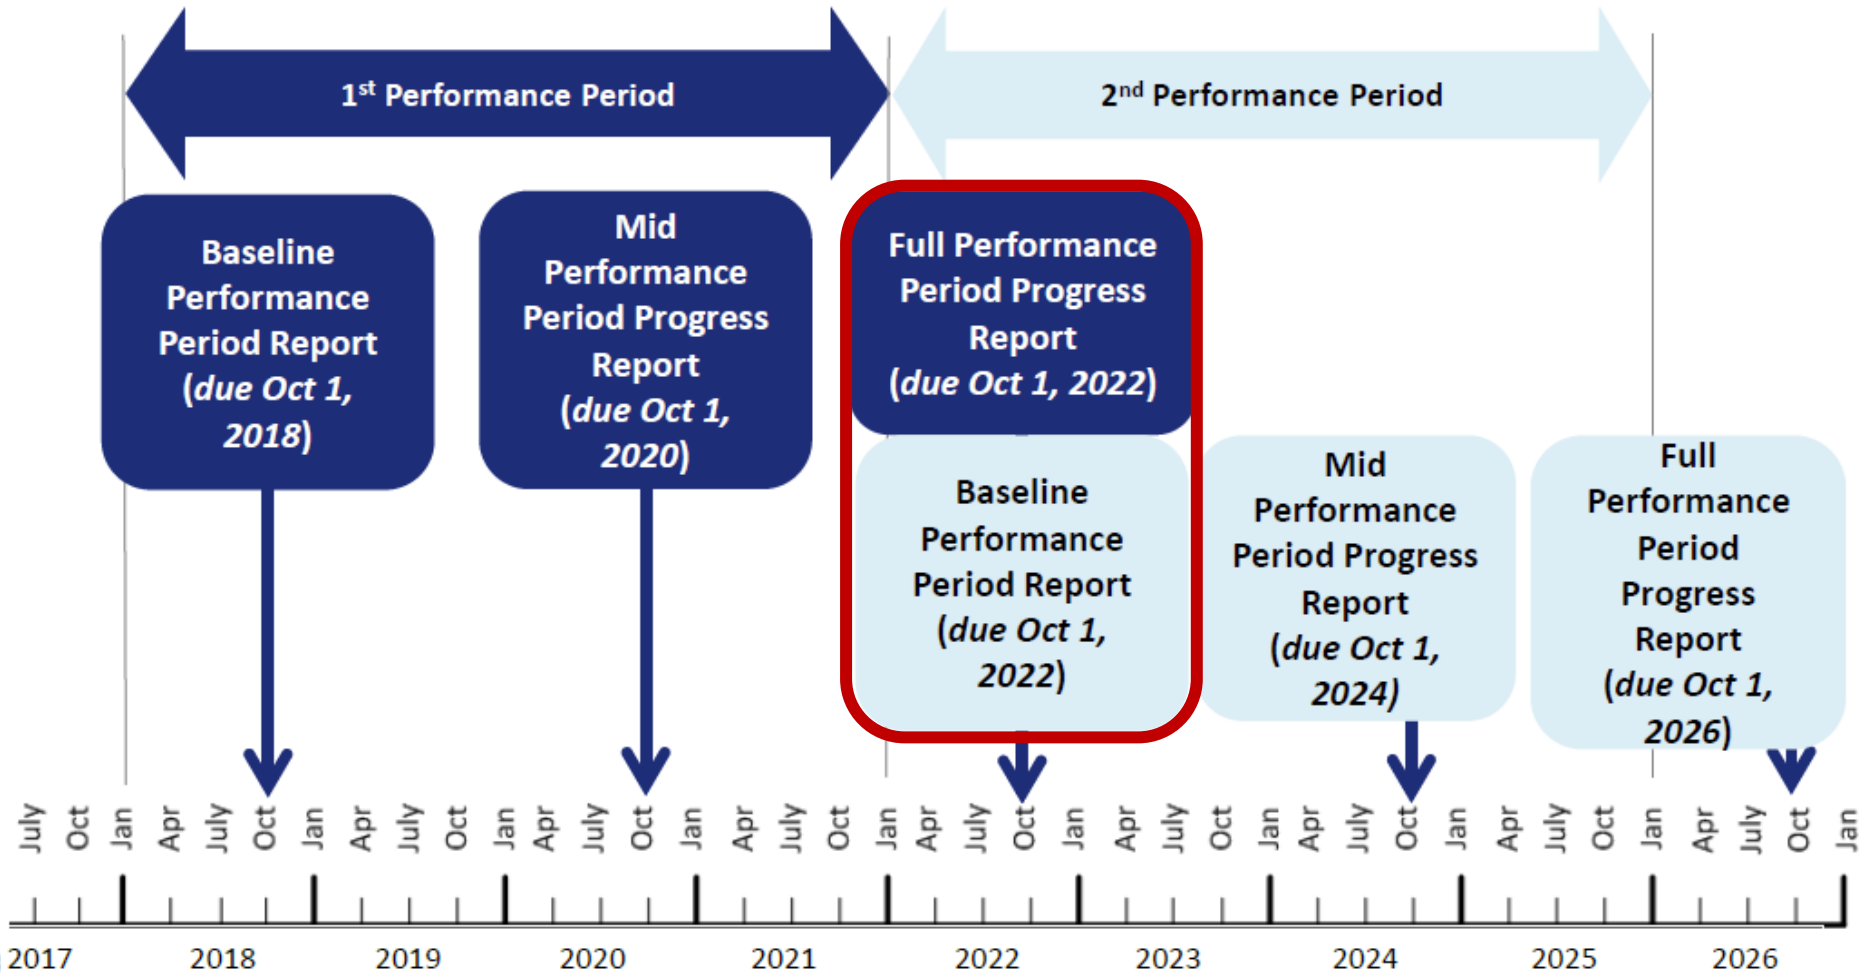 1st Performance Period
2nd Performance Period
Baseline
Performance
Period Report
(due Oct 1,
2018)
Mid
Performance
Period Progress
Report
(due Oct 1,
2020)
Full Performance
Period Progress
Report
(due Oct 1, 2022)
Baseline
Performance
Period Report
(due Oct 1,
2022)
Mid
Performance
Period Progress
Report
(due Oct 1,
2024)
Full
Performance
Period
Progress
Report
(due Oct 1,
2026)
July Oct Jan Apr July Oct Jan Apr July Oct Jan Apr July Oct Jan Apr July Oct Jan Apr July Oct Jan Apr July Oct Jan Apr July Oct Jan Apr July Oct Jan Apr July Oct Jan
2017 2018 2019 2020 2021 2022 2023 2024 2025 2026